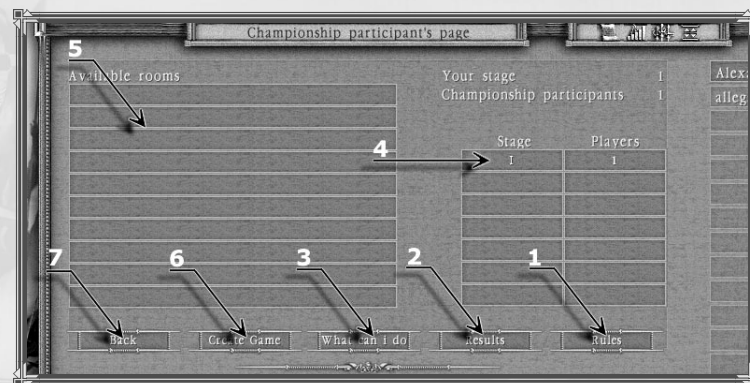 Championship participant's page
5
Available rooms
Your stage 1
Championship participants 1
Alex
alleg
Stage Players
4
I 1
7
6
3
2
1
Back
Create Game
What can i do
Results
Rules